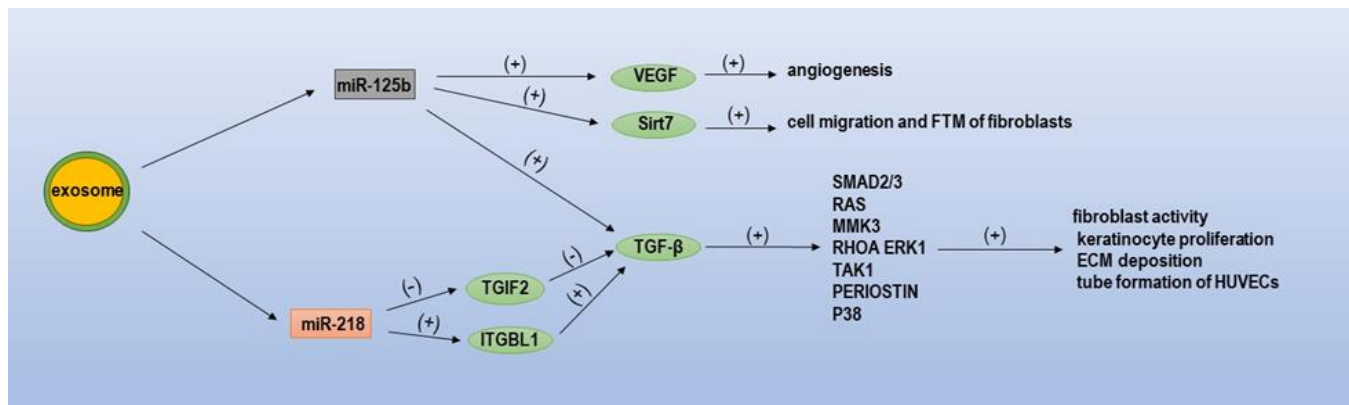 exosome
miR-125b
(+)
VEGF
(+)
angiogenesis
(+)
Sirt7
(+)
cell migration and FTM of fibroblasts
(+)
miR-218
(-)
TGIF2
(-)
(+)
ITGBL1
(+)
TGF-β
(+)
SMAD2/3
RAS
MMK3
RHOA ERK1
TAK1
PERIOSTIN
P38
(+)
fibroblast activity
keratinocyte proliferation
ECM deposition
tube formation of HUVECs